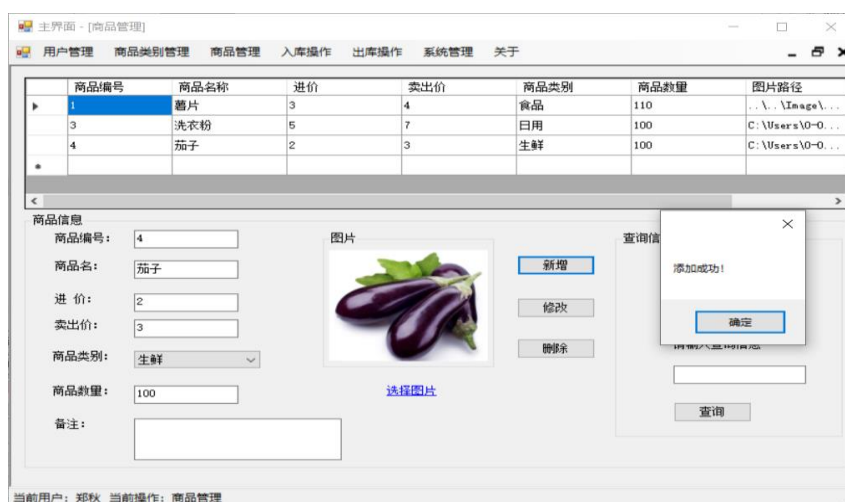 主界面 - [商品管理]
用户管理 商品类别管理 商品管理 入库操作 出库操作 系统管理 关于
商品编号 商品名称 进价 卖出价 商品类别 商品数量 图片路径
1 薯片 3 4 食品 110 ..\..\Image\...
3 洗衣粉 5 7 日用 100 C:\Users\O-O...
4 茄子 2 3 生鲜 100 C:\Users\O-O...
商品信息
商品编号: 4
图片
新增
查询信
添加成功!
商品名: 茄子
进 价: 2
修改
确定
卖出价: 3
删除
请输入查询信息
商品类别: 生鲜
商品数量: 100
选择图片
查询
备注:
当前用户: 郑秋 当前操作: 商品管理